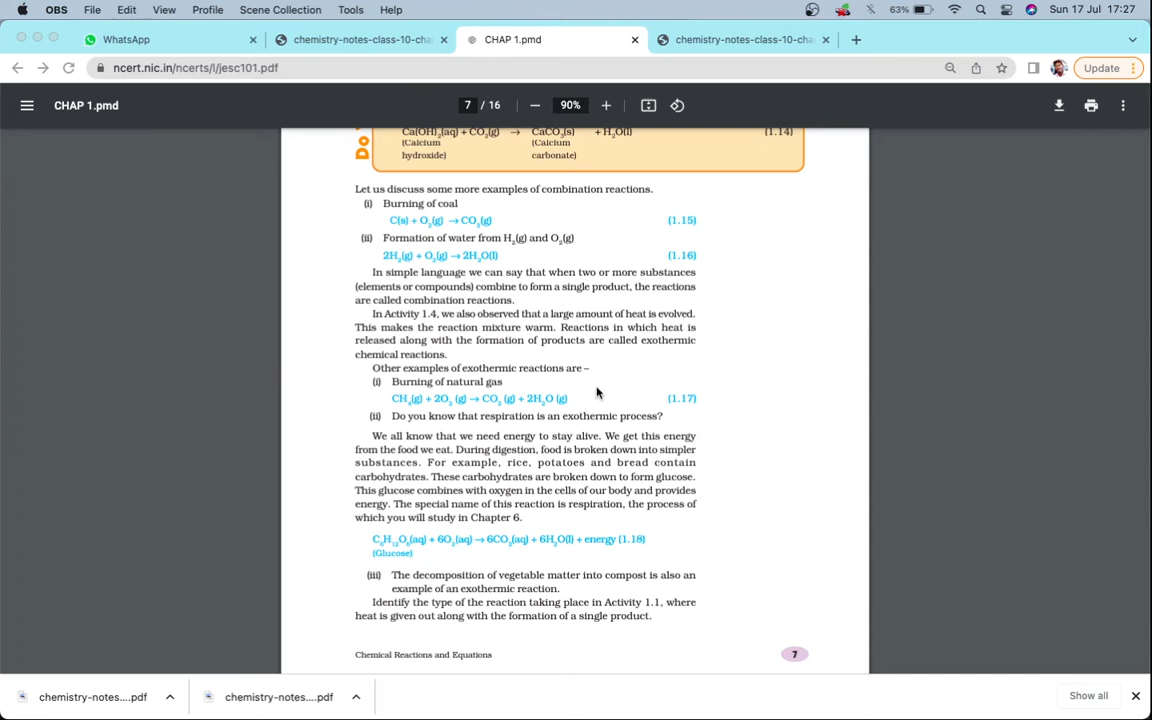 OBS File Edit View Profile Scene Collection Tools Help 63% Sun 17 Jul 17:27
WhatsApp chemistry-notes-class-10-cha CHAP 1.pmd chemistry-notes-class-10-cha
ncert.nic.in/ncerts/l/jesc101.pdf Update
CHAP 1.pmd 7 / 16 90%
Do
Ca(OH)₂(aq) + CO₂(g) → CaCO₃(s) + H₂O(l) (1.14)
(Calcium (Calcium
hydroxide) carbonate)
Let us discuss some more examples of combination reactions.
(i) Burning of coal
C(s) + O₂(g) → CO₂(g) (1.15)
(ii) Formation of water from H₂(g) and O₂(g)
2H₂(g) + O₂(g) → 2H₂O(l) (1.16)
In simple language we can say that when two or more substances
(elements or compounds) combine to form a single product, the reactions
are called combination reactions.
In Activity 1.4, we also observed that a large amount of heat is evolved.
This makes the reaction mixture warm. Reactions in which heat is
released along with the formation of products are called exothermic
chemical reactions.
Other examples of exothermic reactions are –
(i) Burning of natural gas
CH₄(g) + 2O₂ (g) → CO₂ (g) + 2H₂O (g) (1.17)
(ii) Do you know that respiration is an exothermic process?
We all know that we need energy to stay alive. We get this energy
from the food we eat. During digestion, food is broken down into simpler
substances. For example, rice, potatoes and bread contain
carbohydrates. These carbohydrates are broken down to form glucose.
This glucose combines with oxygen in the cells of our body and provides
energy. The special name of this reaction is respiration, the process of
which you will study in Chapter 6.
C₆H₁₂O₆(aq) + 6O₂(aq) → 6CO₂(aq) + 6H₂O(l) + energy (1.18)
(Glucose)
(iii) The decomposition of vegetable matter into compost is also an
example of an exothermic reaction.
Identify the type of the reaction taking place in Activity 1.1, where
heat is given out along with the formation of a single product.
Chemical Reactions and Equations 7
chemistry-notes....pdf chemistry-notes....pdf Show all